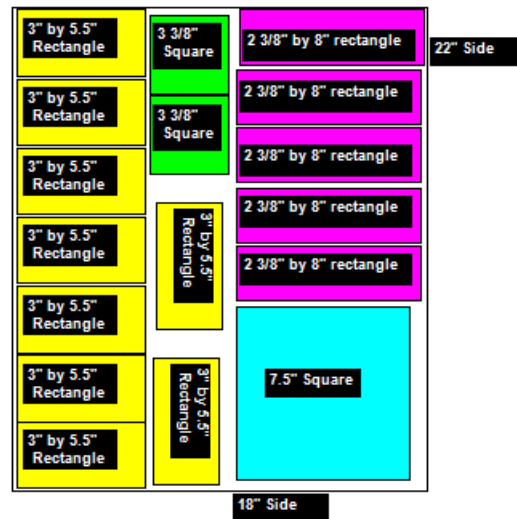 3" by 5.5"
Rectangle
3" by 5.5"
Rectangle
3" by 5.5"
Rectangle
3" by 5.5"
Rectangle
3" by 5.5"
Rectangle
3" by 5.5"
Rectangle
3" by 5.5"
Rectangle
3 3/8"
Square
3 3/8"
Square
3" by 5.5"
Rectangle
3" by 5.5"
Rectangle
2 3/8" by 8" rectangle
2 3/8" by 8" rectangle
2 3/8" by 8" rectangle
2 3/8" by 8" rectangle
2 3/8" by 8" rectangle
7.5" Square
22" Side
18" Side